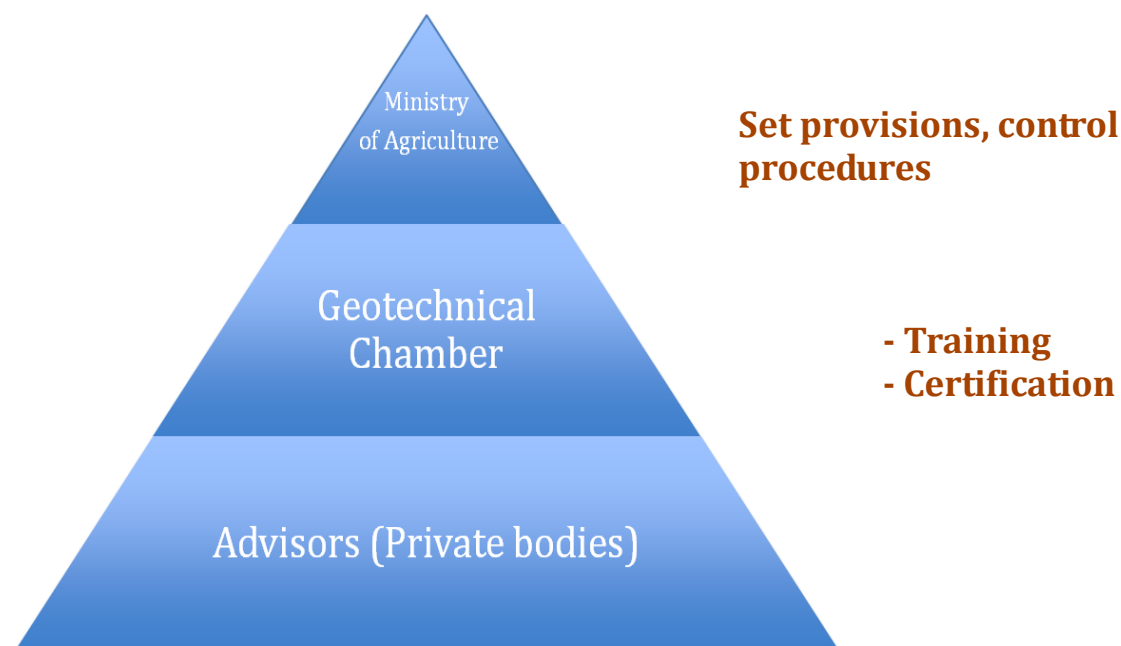 Ministry
of Agriculture
Set provisions, control
procedures
Geotechnical
Chamber
- Training
- Certification
Advisors (Private bodies)